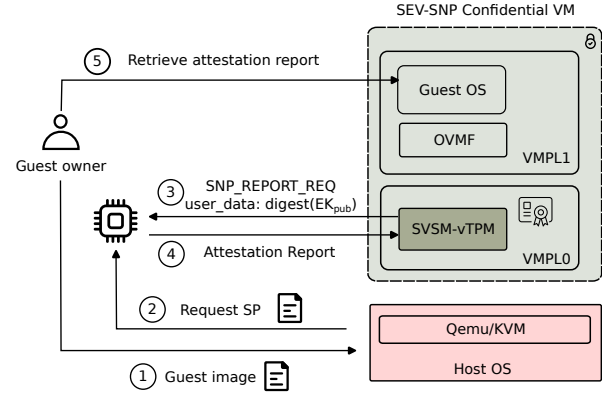 SEV-SNP Confidential VM
5 Retrieve attestation report
Guest OS
OVMF
VMPL1
Guest owner
3 SNP_REPORT_REQ
user_data: digest(EKpub)
SVSM-vTPM
VMPL0
4 Attestation Report
2 Request SP
Qemu/KVM
Host OS
1 Guest image